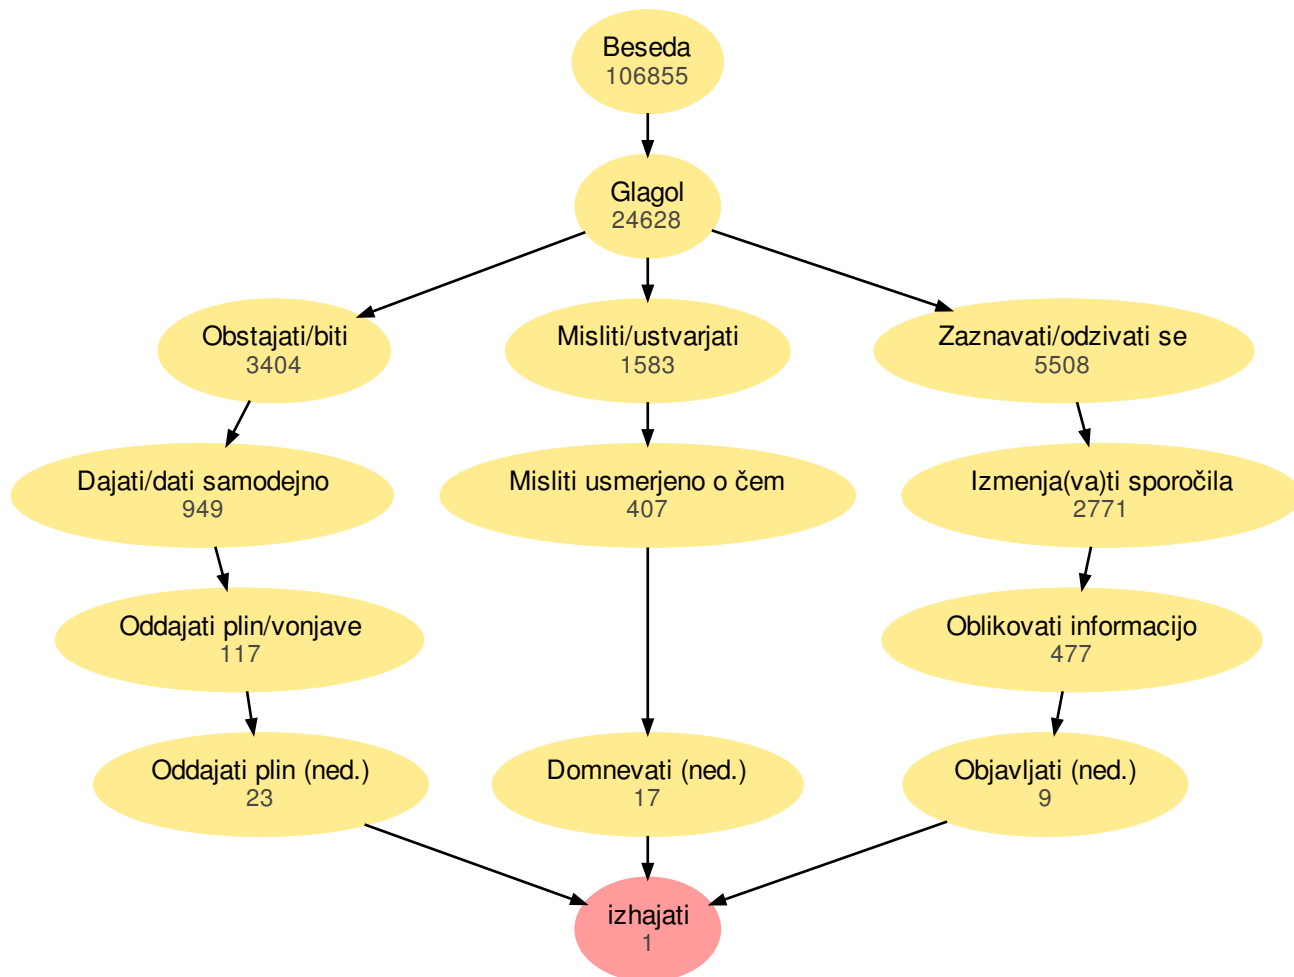 Beseda
106855
Glagol
24628
Obstajati/biti
3404
Misliti/ustvarjati
1583
Zaznavati/odzivati se
5508
Dajati/dati samodejno
949
Misliti usmerjeno o čem
407
Izmenja(va)ti sporočila
2771
Oddajati plin/vonjave
117
Oblikovati informacijo
477
Oddajati plin (ned.)
23
Domnevati (ned.)
17
Objavljati (ned.)
9
izhajati
1